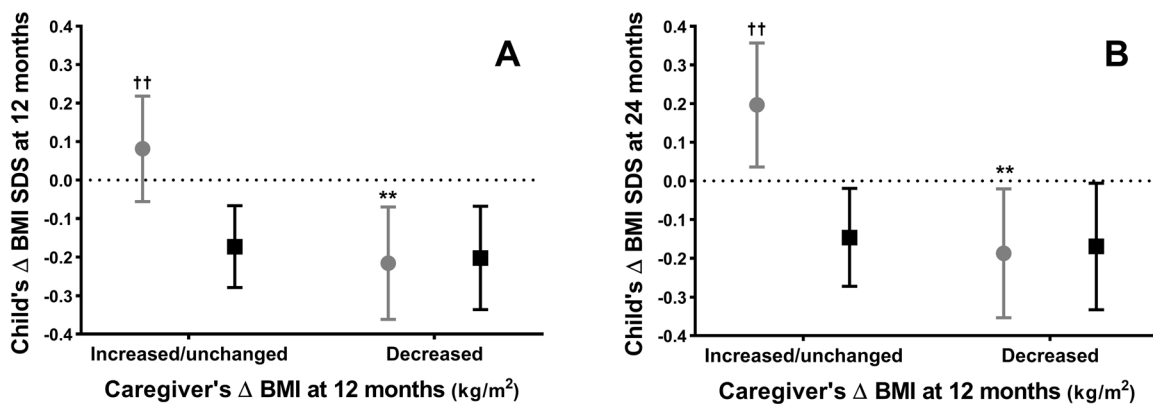 A
Child's Δ BMI SDS at 12 months
0.4
0.3
0.2
0.1
0.0
-0.1
-0.2
-0.3
-0.4
††
**
Increased/unchanged Decreased
Caregiver's Δ BMI at 12 months (kg/m²)
B
Child's Δ BMI SDS at 24 months
0.4
0.3
0.2
0.1
0.0
-0.1
-0.2
-0.3
-0.4
††
**
Increased/unchanged Decreased
Caregiver's Δ BMI at 12 months (kg/m²)